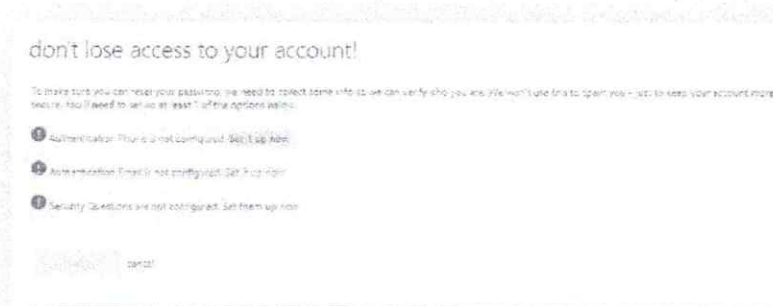 don't lose access to your account!
To make sure you can reset your password, we need to collect some info so we can verify who you are. We won't use this to spam you - just to keep your account more
secure. You'll need to set up at least 1 of the options below.
Authentication Phone is not configured. Set it up now
Authentication Email is not configured. Set it up now
Security Questions are not configured. Set them up now
cancel